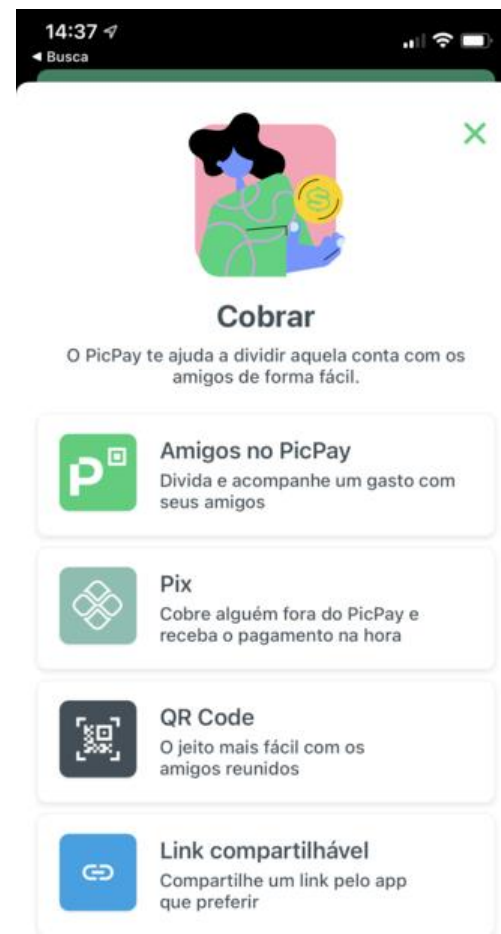 14:37
◀ Busca
Cobrar
O PicPay te ajuda a dividir aquela conta com os
amigos de forma fácil.
Amigos no PicPay
Divida e acompanhe um gasto com
seus amigos
Pix
Cobre alguém fora do PicPay e
receba o pagamento na hora
QR Code
O jeito mais fácil com os
amigos reunidos
Link compartilhável
Compartilhe um link pelo app
que preferir